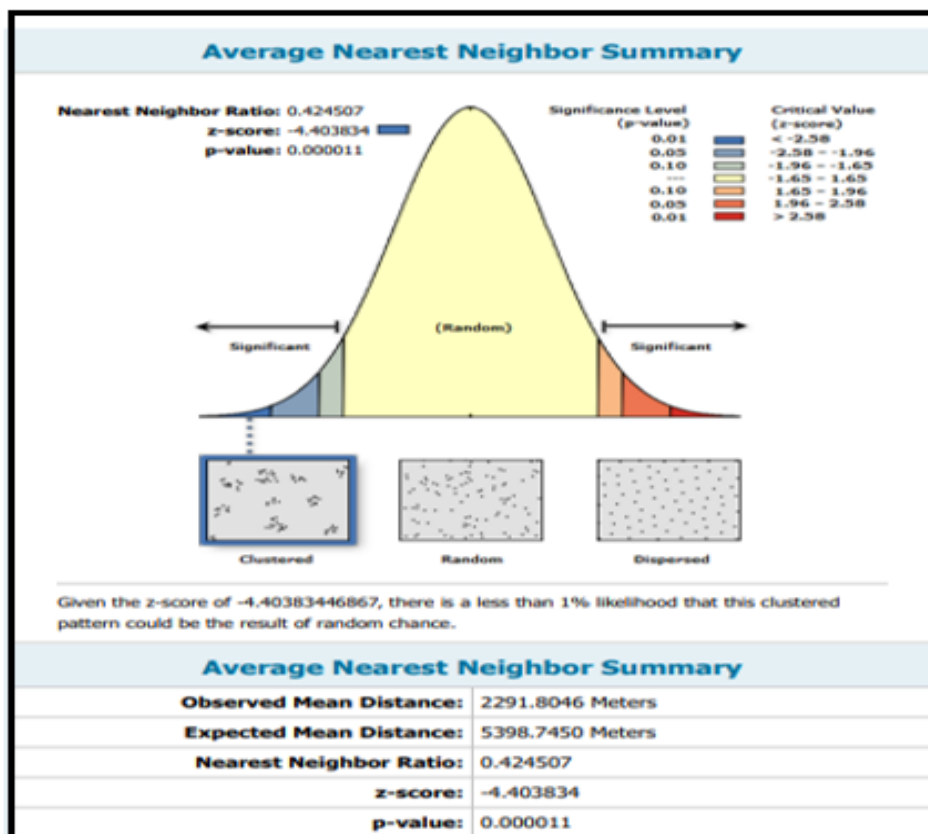 Average Nearest Neighbor Summary
Nearest Neighbor Ratio: 0.424507
z-score: -4.403834
p-value: 0.000011
Significance Level (p-value) Critical Value (z-score)
0.01 < -2.58
0.05 -2.58 - -1.96
0.10 -1.96 - -1.65
--- -1.65 - 1.65
0.10 1.65 - 1.96
0.05 1.96 - 2.58
0.01 > 2.58
(Random)
Significant Significant
Clustered Random Dispersed
Given the z-score of -4.40383446867, there is a less than 1% likelihood that this clustered
pattern could be the result of random chance.
Average Nearest Neighbor Summary
Observed Mean Distance: 2291.8046 Meters
Expected Mean Distance: 5398.7450 Meters
Nearest Neighbor Ratio: 0.424507
z-score: -4.403834
p-value: 0.000011